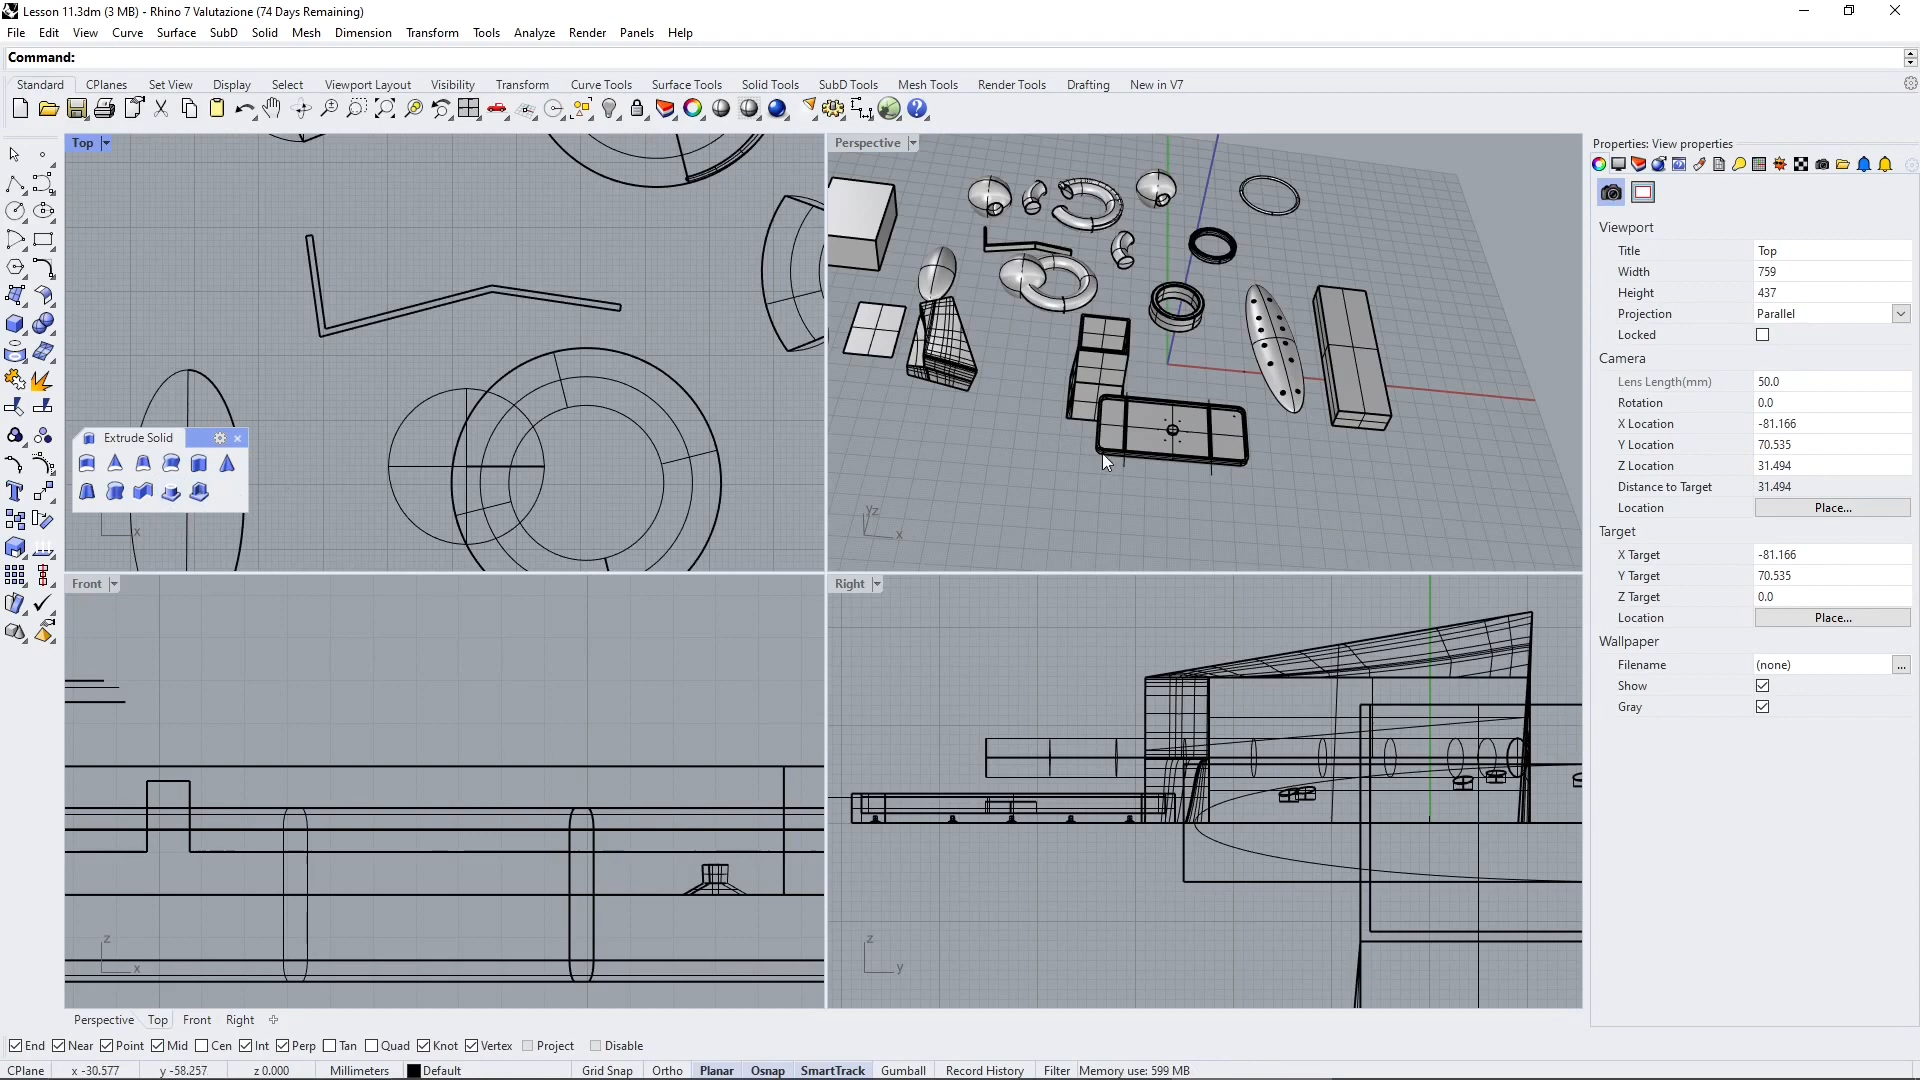 Lesson 11.3dm (3 MB) - Rhino 7 Valutazione (74 Days Remaining)
File Edit View Curve Surface SubD Solid Mesh Dimension Transform Tools Analyze Render Panels Help
Command:
Standard CPlanes Set View Display Select Viewport Layout Visibility Transform Curve Tools Surface Tools Solid Tools SubD Tools Mesh Tools Render Tools Drafting New in V7
Top
Perspective
Properties: View properties
Viewport
Title Top
Width 759
Height 437
Projection Parallel
Locked
Camera
Lens Length(mm) 50.0
Rotation 0.0
X Location -81.166
Y Location 70.535
Z Location 31.494
Distance to Target 31.494
Location Place...
Target
X Target -81.166
Y Target 70.535
Z Target 0.0
Location Place...
Wallpaper
Filename (none) ...
Show
Gray
Extrude Solid
x
yz
x
Front
Right
z
x
z
y
Perspective Top Front Right
End Near Point Mid Cen Int Perp Tan Quad Knot Vertex Project Disable
CPlane x -30.577 y -58.257 z 0.000 Millimeters Default Grid Snap Ortho Planar Osnap SmartTrack Gumball Record History Filter Memory use: 599 MB